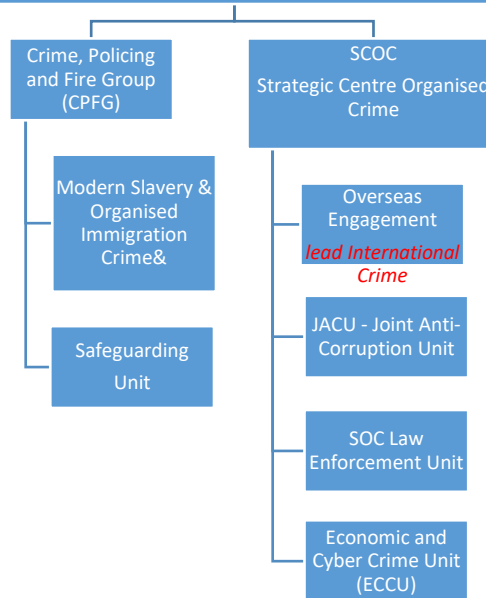 Crime, Policing
and Fire Group
(CPFG)
Modern Slavery &
Organised
Immigration
Crime&
Safeguarding
Unit
SCOC
Strategic Centre Organised
Crime
Overseas
Engagement
lead International
Crime
JACU - Joint Anti-
Corruption Unit
SOC Law
Enforcement Unit
Economic and
Cyber Crime Unit
(ECCU)